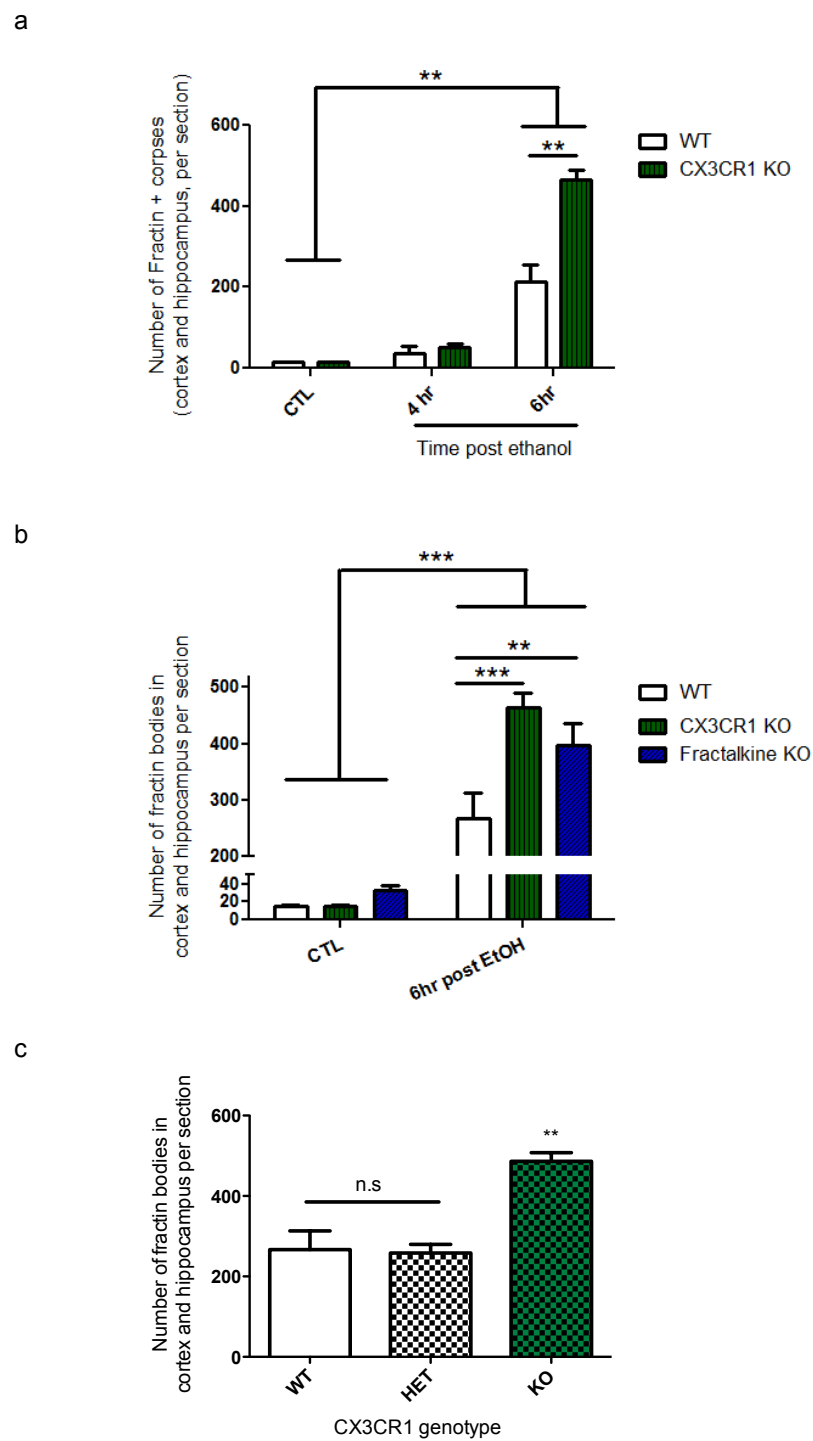 a
**
Number of Fractin + corpses
(cortex and hippocampus, per section)
600
400
200
0
**
WT
CX3CR1 KO
CTL
4 hr
6hr
Time post ethanol
b
***
Number of fractin bodies in
cortex and hippocampus per section
500
400
300
200
40
20
0
**
***
WT
CX3CR1 KO
Fractalkine KO
CTL
6hr post EtOH
c
Number of fractin bodies in
cortex and hippocampus per section
600
400
200
0
n.s
**
WT
HET
KO
CX3CR1 genotype